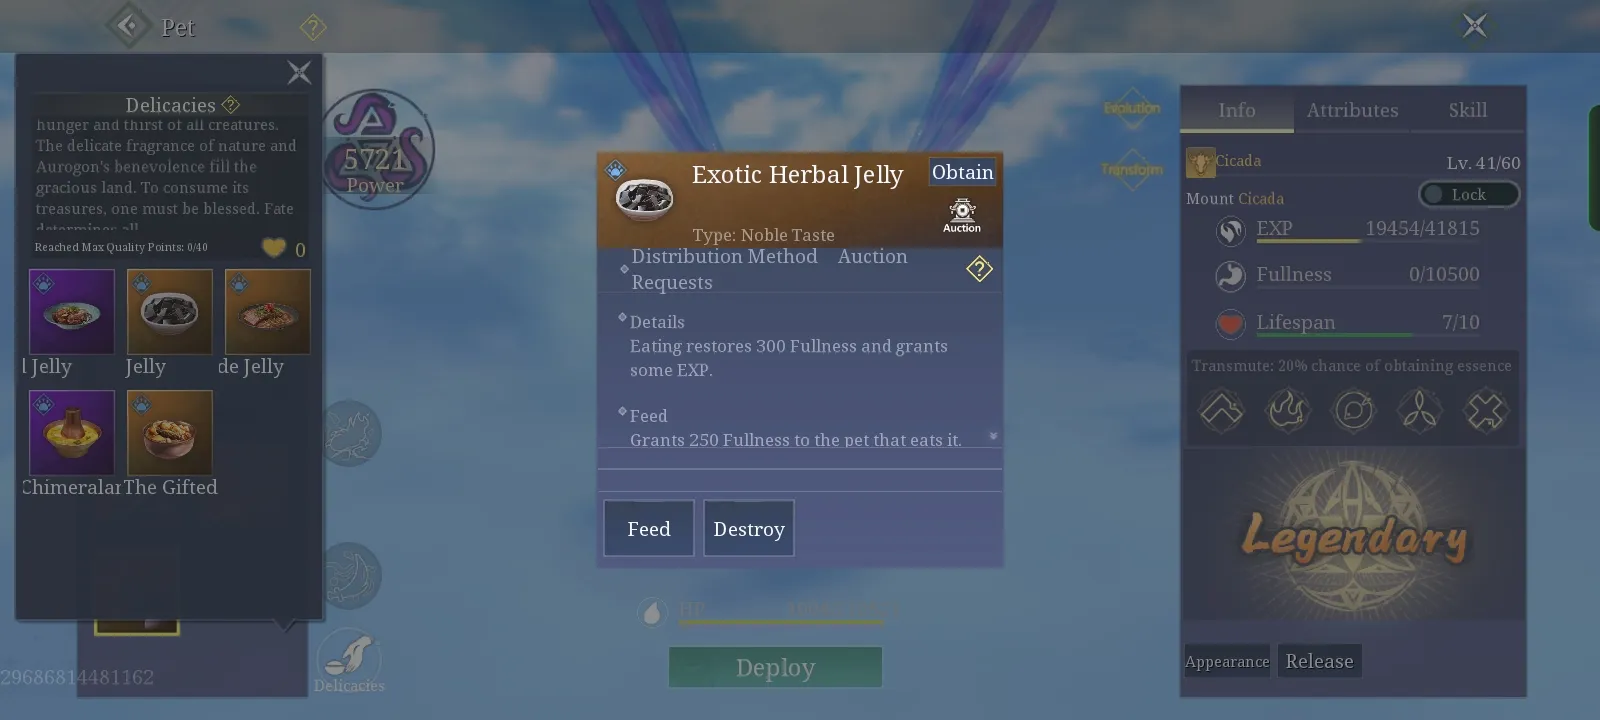 Pet
Delicacies
hunger and thirst of all creatures.
The delicate fragrance of nature and
Aurogon's benevolence fill the
gracious land. To consume its
treasures, one must be blessed. Fate
determines all
Reached Max Quality Points: 0/40
0
l Jelly
Jelly
de Jelly
Chimeralar
The Gifted
5721
Power
29686814481162
Delicacies
Exotic Herbal Jelly
Obtain
Type: Noble Taste
Auction
Distribution Method Auction
Requests
Details
Eating restores 300 Fullness and grants
some EXP.
Feed
Grants 250 Fullness to the pet that eats it.
Feed
Destroy
HP
Deploy
Evolution
Transform
Info
Attributes
Skill
Cicada
Lv. 41/60
Mount Cicada
Lock
EXP 19454/41815
Fullness 0/10500
Lifespan 7/10
Transmute: 20% chance of obtaining essence
Legendary
Appearance
Release